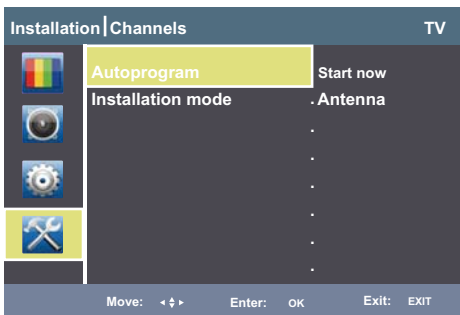 Installation|Channels TV
Autoprogram Start now
Installation mode . Antenna
.
.
.
.
.
.
Move: Enter: OK Exit: EXIT